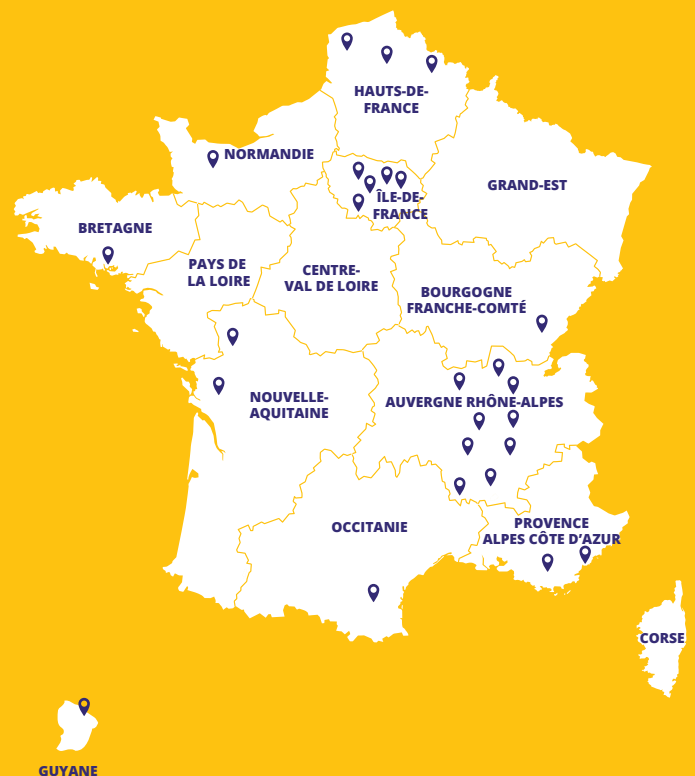 HAUTS-DE-
FRANCE
NORMANDIE
GRAND-EST
ÎLE-DE-
FRANCE
BRETAGNE
PAYS DE
LA LOIRE
CENTRE-
VAL DE LOIRE
BOURGOGNE
FRANCHE-COMTÉ
NOUVELLE-
AQUITAINE
AUVERGNE RHÔNE-ALPES
OCCITANIE
PROVENCE
ALPES CÔTE D’AZUR
CORSE
GUYANE